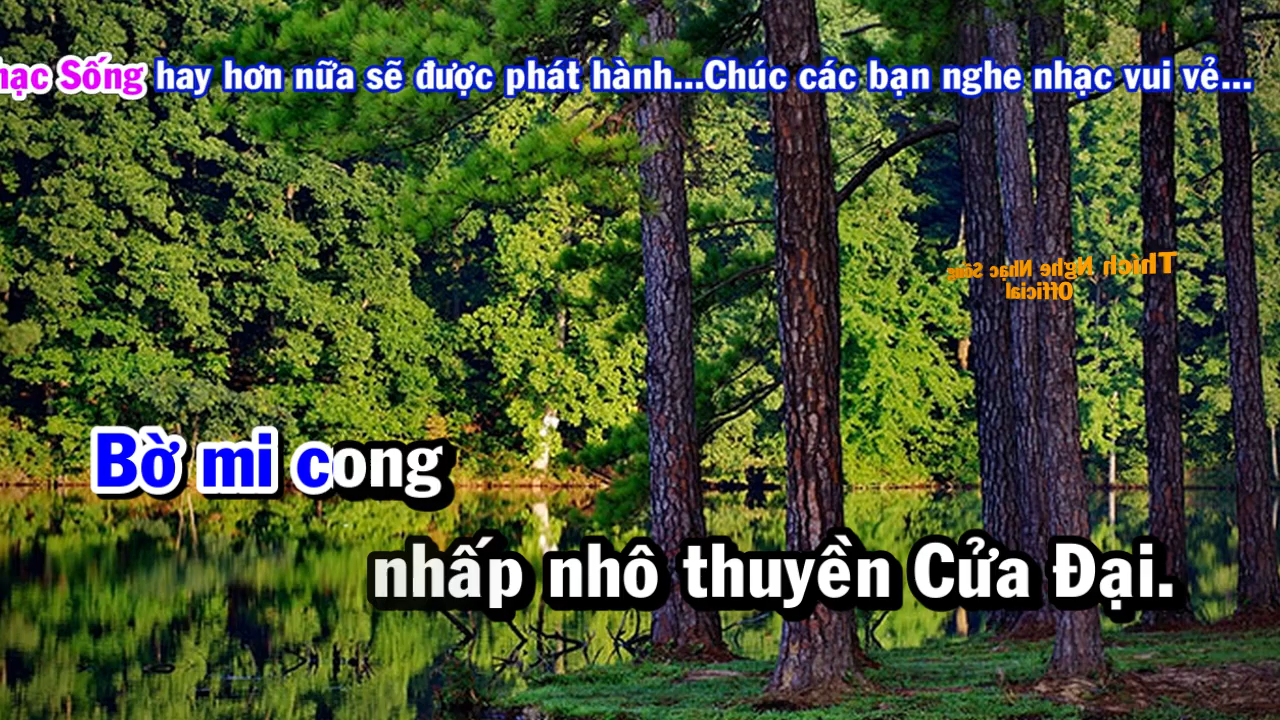 hạc Sống hay hơn nữa sẽ được phát hành...Chúc các bạn nghe nhạc vui vẻ...
Thích Nghe Nhạc Sống
Official
Bờ mi cong
nhấp nhô thuyền Cửa Đại.